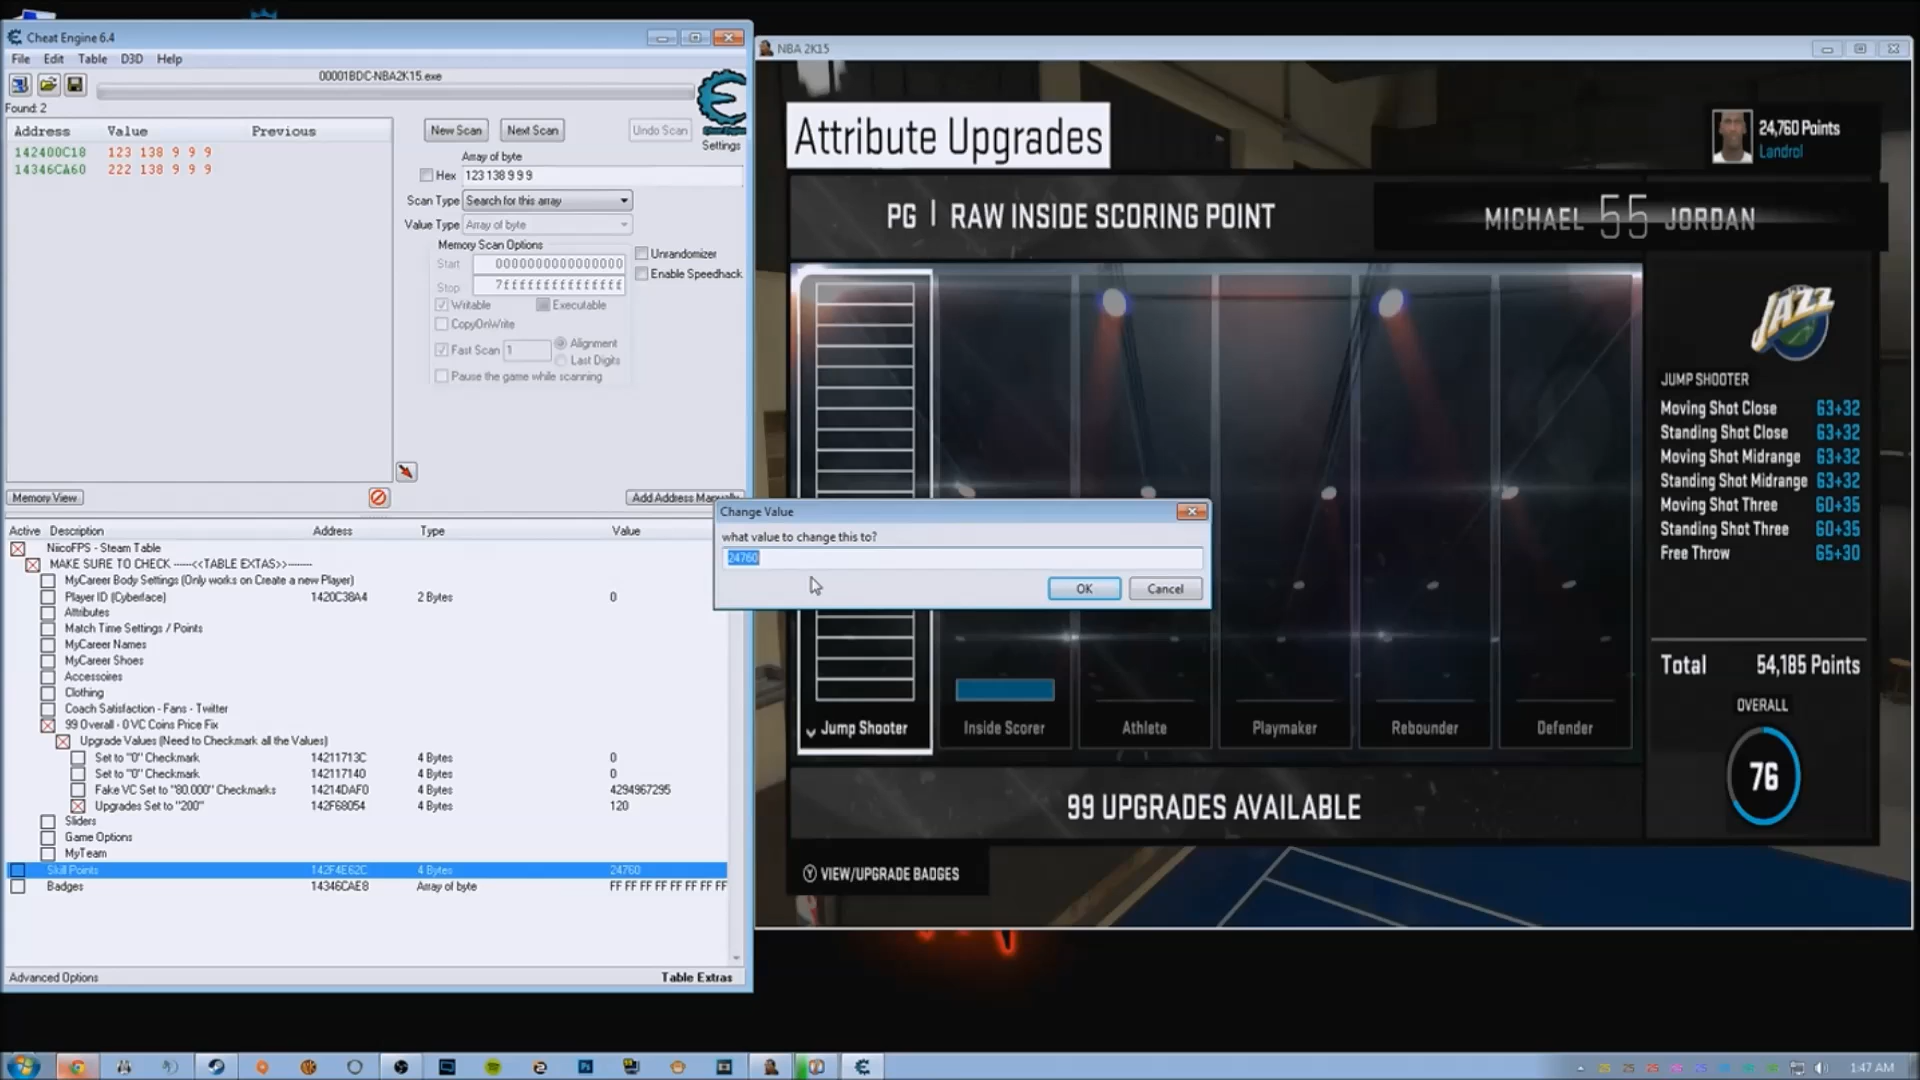 Cheat Engine 6.4
File Edit Table D3D Help
00001BDC-NBA2K15.exe
Found: 2
Address Value Previous
142400C18 123 138 9 9 9
14346CA60 222 138 9 9 9
New Scan Next Scan Undo Scan
Settings
Array of byte
Hex 123 138 9 9 9
Scan Type Search for this array
Value Type Array of byte
Memory Scan Options
Start 0000000000000000
Stop 7fffffffffffffff
Writable Executable
CopyOnWrite
Fast Scan 1 Alignment
Last Digits
Pause the game while scanning
Unrandomizer
Enable Speedhack
Memory View Add Address Manually
Active Description Address Type Value
NiicoFPS - Steam Table
MAKE SURE TO CHECK ------<<TABLE EXTAS>>-------
MyCareer Body Settings (Only works on Create a new Player)
Player ID (Cyberface) 1420C38A4 2 Bytes 0
Attributes
Match Time Settings / Points
MyCareer Names
MyCareer Shoes
Accessoires
Clothing
Coach Satisfaction - Fans - Twitter
99 Overall - 0 VC Coins Price Fix
Upgrade Values (Need to Checkmark all the Values)
Set to "0" Checkmark 14211713C 4 Bytes 0
Set to "0" Checkmark 142117140 4 Bytes 0
Fake VC Set to "80.000" Checkmarks 14214DAF0 4 Bytes 4294967295
Upgrades Set to "200" 142F68054 4 Bytes 120
Sliders
Game Options
MyTeam
Skill Points 142F4E62C 4 Bytes 24760
Badges 14346CAE8 Array of byte FF FF FF FF FF FF FF
Advanced Options Table Extras
Change Value
what value to change this to?
24760
OK Cancel
NBA 2K15
Attribute Upgrades
24,760 Points
Landrol
PG | RAW INSIDE SCORING POINT
MICHAEL 55 JORDAN
JAZZ
JUMP SHOOTER
Moving Shot Close 63+32
Standing Shot Close 63+32
Moving Shot Midrange 63+32
Standing Shot Midrange 63+32
Moving Shot Three 60+35
Standing Shot Three 60+35
Free Throw 65+30
Total 54,185 Points
OVERALL
76
Jump Shooter Inside Scorer Athlete Playmaker Rebounder Defender
99 UPGRADES AVAILABLE
Y VIEW/UPGRADE BADGES
1:47 AM